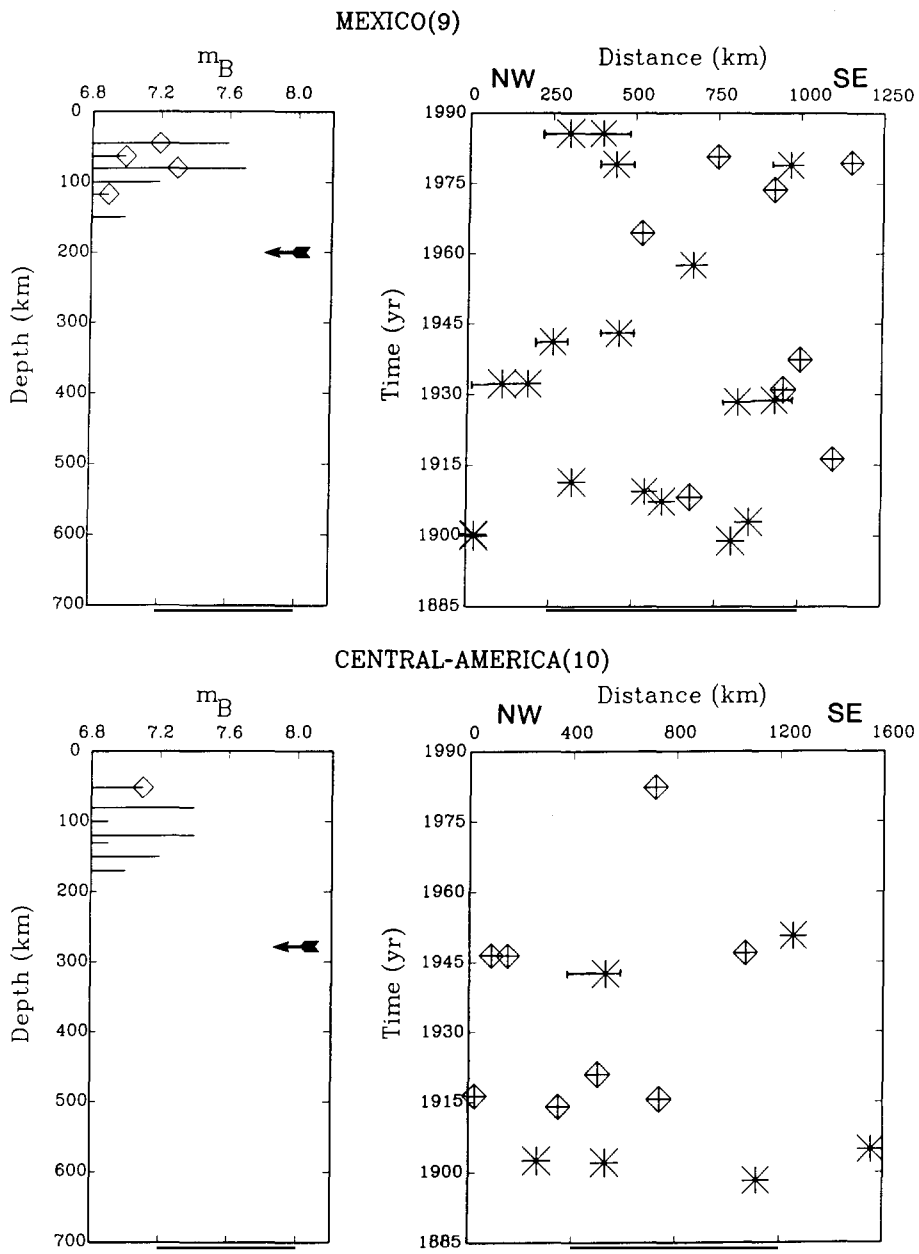 MEXICO(9)
m_B
Distance (km)
NW SE
6.8 7.2 7.6 8.0
0 250 500 750 1000 1250
0
100
200
300
400
500
600
700
Depth (km)
1990
1975
1960
1945
1930
1915
1900
1885
Time (yr)
CENTRAL-AMERICA(10)
m_B
Distance (km)
NW SE
6.8 7.2 7.6 8.0
0 400 800 1200 1600
0
100
200
300
400
500
600
700
Depth (km)
1990
1975
1960
1945
1930
1915
1900
1885
Time (yr)